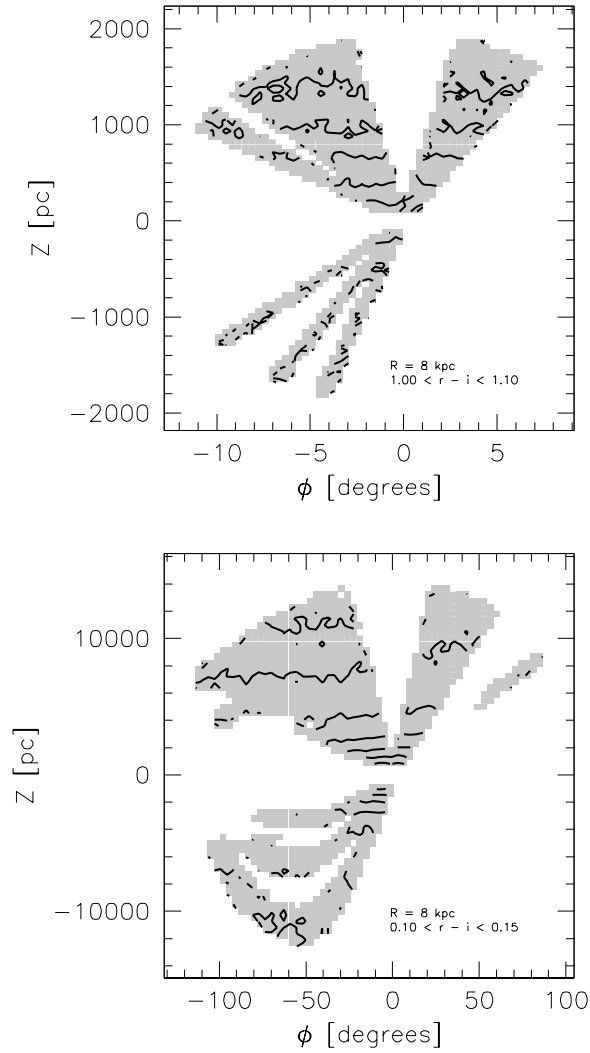 2000
1000
0
−1000
−2000
Z [pc]
R = 8 kpc
1.00 < r − i < 1.10
−10 −5 0 5
ϕ [degrees]
10000
0
−10000
Z [pc]
R = 8 kpc
0.10 < r − i < 0.15
−100 −50 0 50 100
ϕ [degrees]